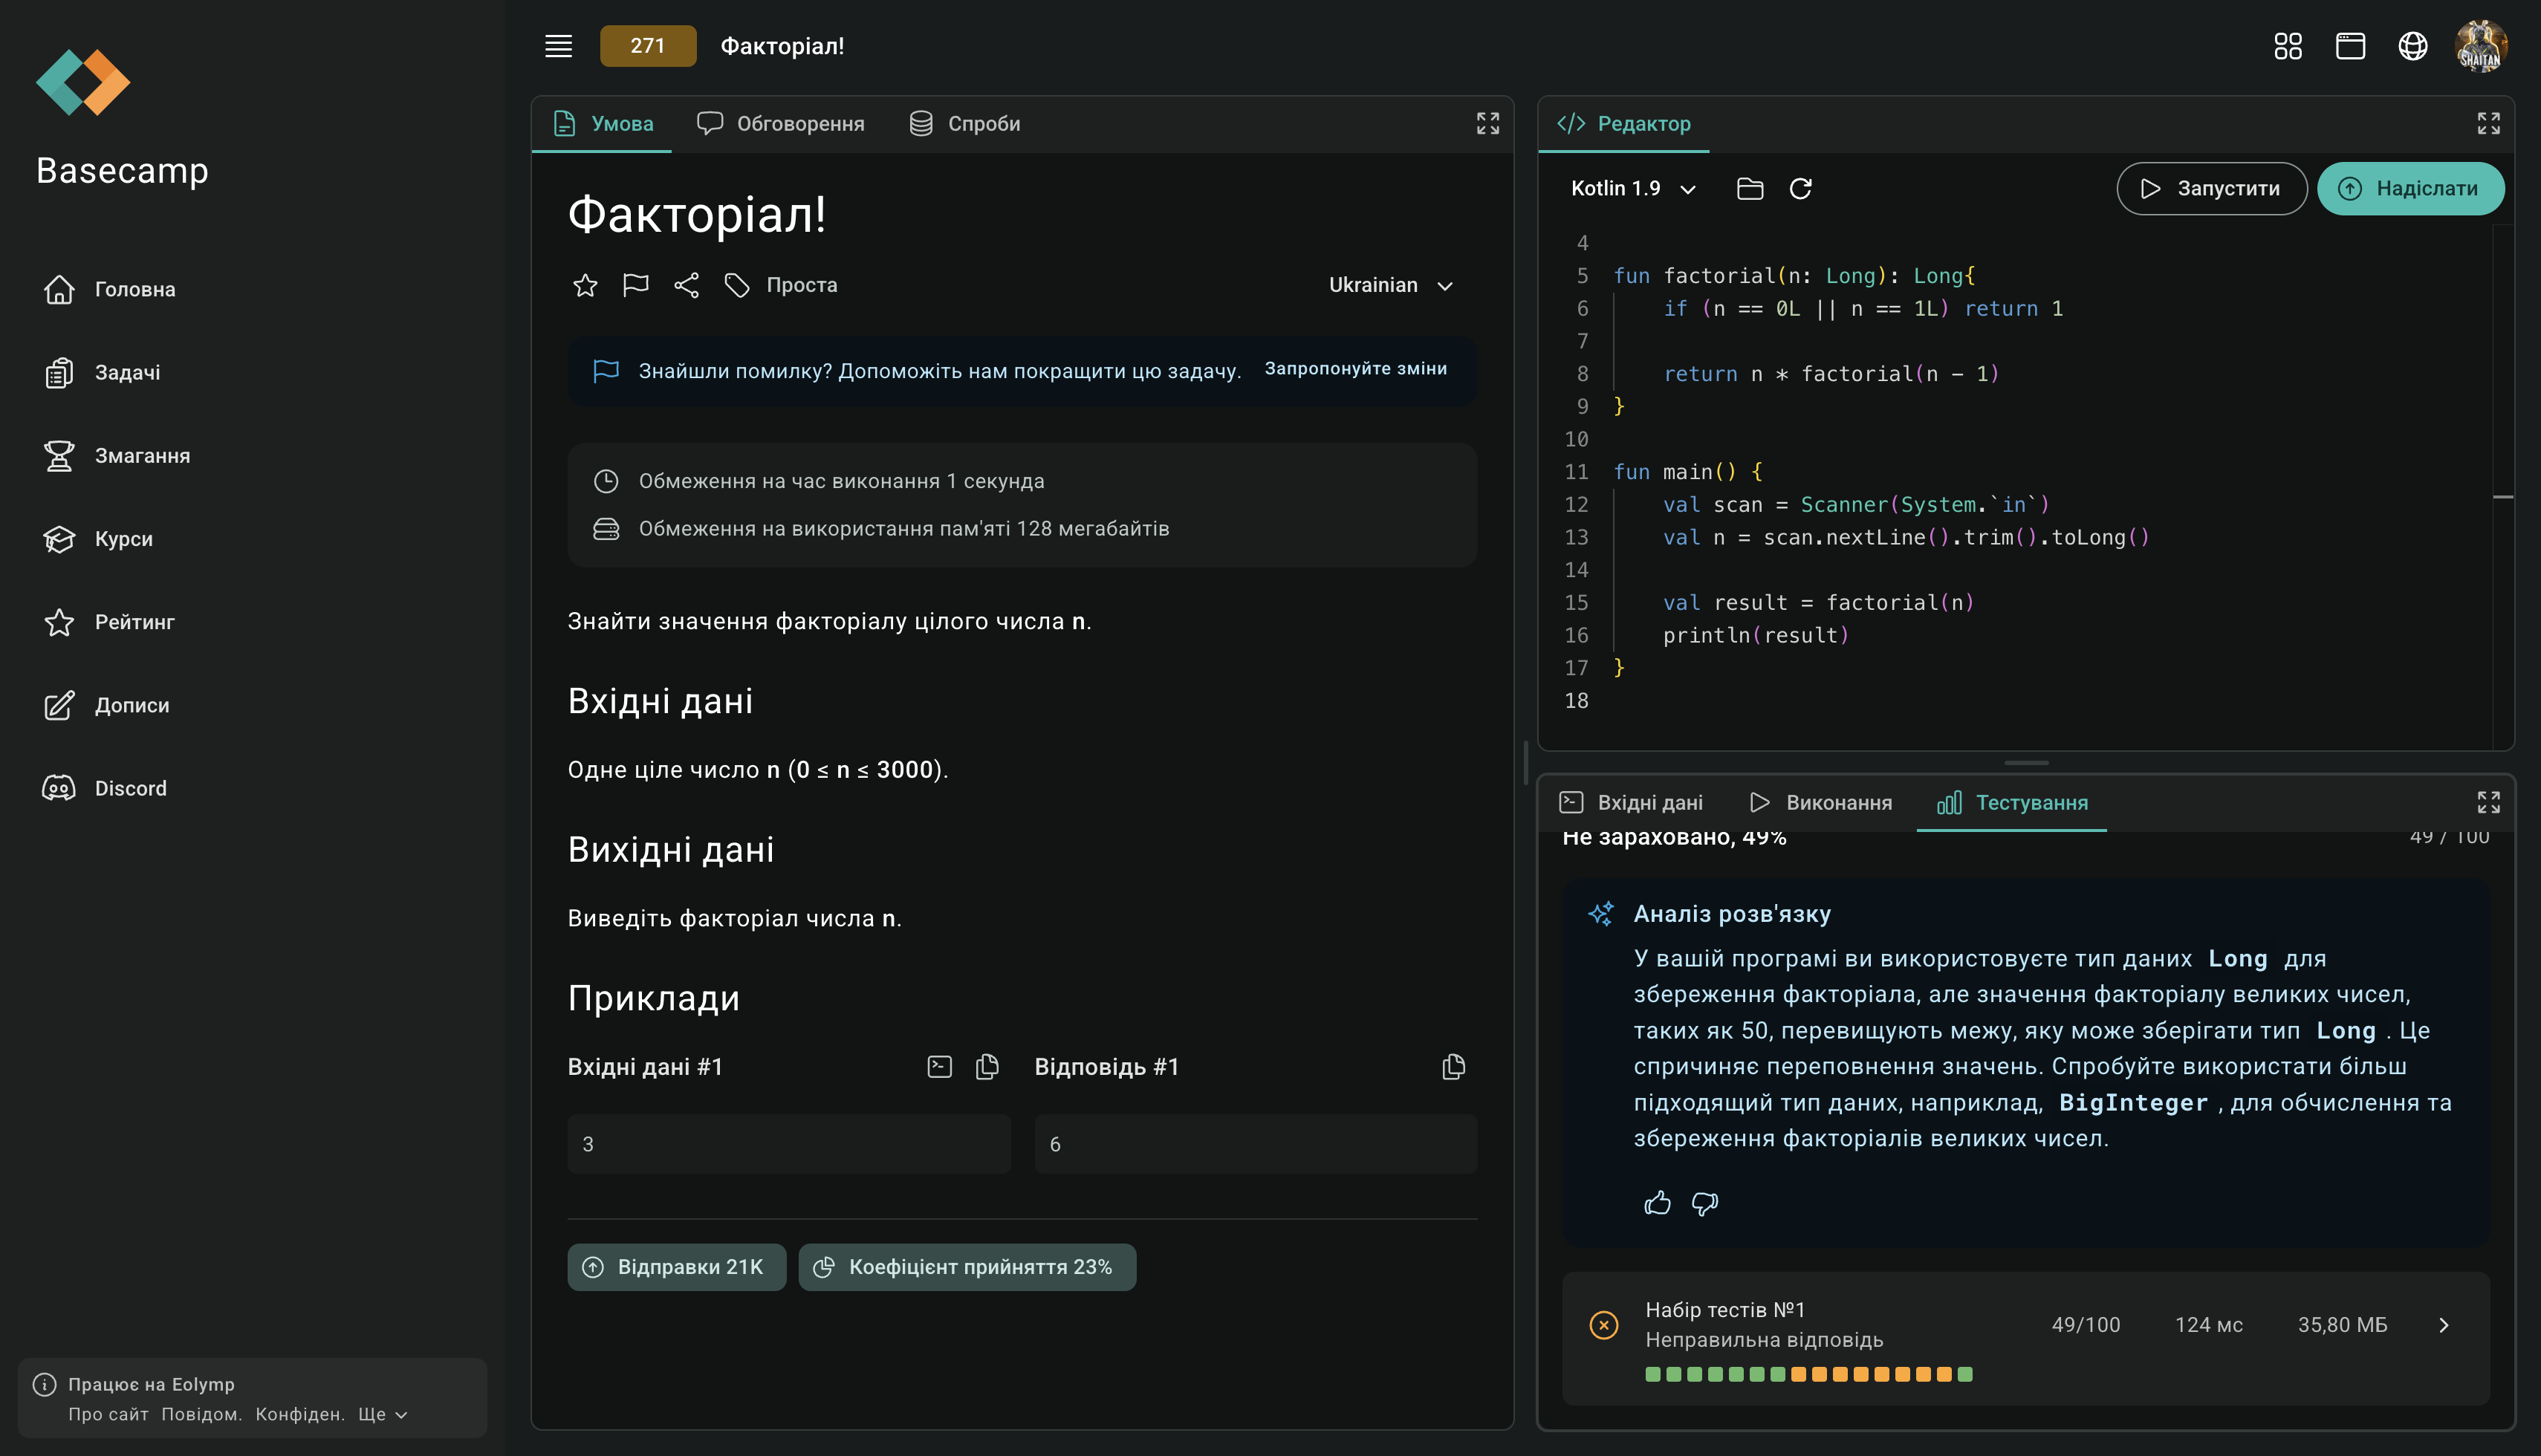 Basecamp
Головна
Задачі
Змагання
Курси
Рейтинг
Дописи
Discord
Працює на Eolymp
Про сайт Повідом. Конфіден. Ще
271 Факторіал!
SHAITAN
Умова Обговорення Спроби
Факторіал!
Проста Ukrainian
Знайшли помилку? Допоможіть нам покращити цю задачу. Запропонуйте зміни
Обмеження на час виконання 1 секунда
Обмеження на використання пам'яті 128 мегабайтів
Знайти значення факторіалу цілого числа n.
Вхідні дані
Одне ціле число n (0 ≤ n ≤ 3000).
Вихідні дані
Виведіть факторіал числа n.
Приклади
Вхідні дані #1 Відповідь #1
3 6
Відправки 21K Коефіцієнт прийняття 23%
Редактор
Kotlin 1.9 Запустити Надіслати
4
5 fun factorial(n: Long): Long{
6 if (n == 0L || n == 1L) return 1
7
8 return n * factorial(n - 1)
9 }
10
11 fun main() {
12 val scan = Scanner(System.`in`)
13 val n = scan.nextLine().trim().toLong()
14
15 val result = factorial(n)
16 println(result)
17 }
18
Вхідні дані Виконання Тестування
Не зараховано, 49% 49 / 100
Аналіз розв'язку
У вашій програмі ви використовуєте тип даних Long для
збереження факторіала, але значення факторіалу великих чисел,
таких як 50, перевищують межу, яку може зберігати тип Long . Це
спричиняє переповнення значень. Спробуйте використати більш
підходящий тип даних, наприклад, BigInteger , для обчислення та
збереження факторіалів великих чисел.
Набір тестів №1
Неправильна відповідь
49/100 124 мс 35,80 МБ